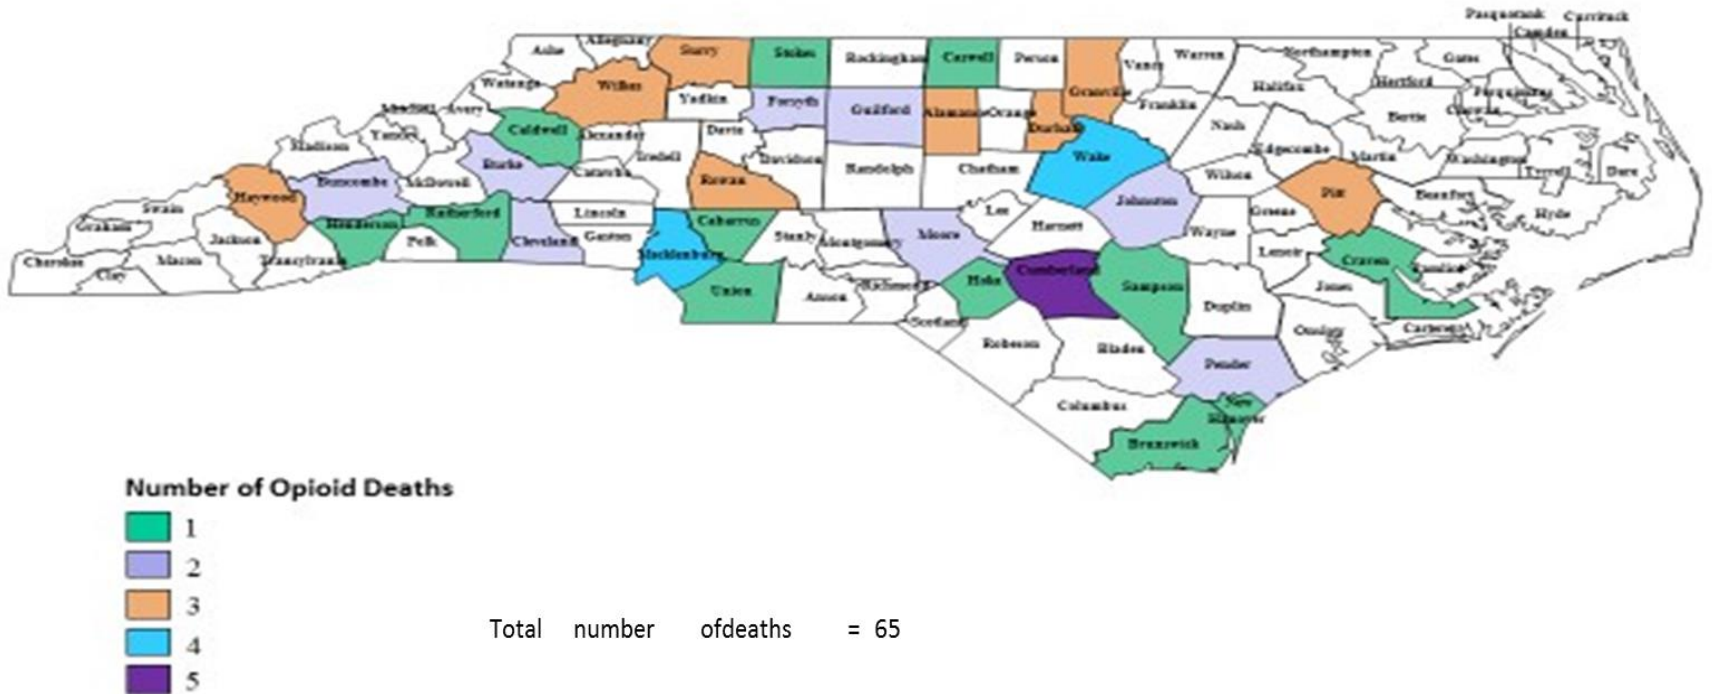 Pasquotank Currituck
Camden
Ashe Alleghany Surry Stokes Rockingham Caswell Person Vance Warren Northampton Gates
Watauga Wilkes Yadkin Forsyth Guilford Alamance Orange Durham Granville Franklin Halifax Hertford Perquimans
Avery Caldwell Alexander Davie Nash Bertie Chowan
Madison Yancey Iredell Davidson Wake Edgecombe Martin Washington Tyrrell Dare
Haywood Buncombe McDowell Burke Catawba Rowan Randolph Chatham Wilson Pitt Beaufort
Swain Graham Henderson Rutherford Lincoln Cabarrus Lee Johnston Greene Hyde
Cherokee Clay Macon Jackson Transylvania Polk Cleveland Gaston Mecklenburg Stanly Montgomery Moore Harnett Wayne Lenoir Craven Pamlico
Union Anson Richmond Hoke Cumberland Sampson Duplin Jones
Scotland Robeson Bladen Onslow Carteret
Pender
Columbus New
Hanover
Brunswick
Number of Opioid Deaths
1
2
3
4
5
Total number ofdeaths = 65